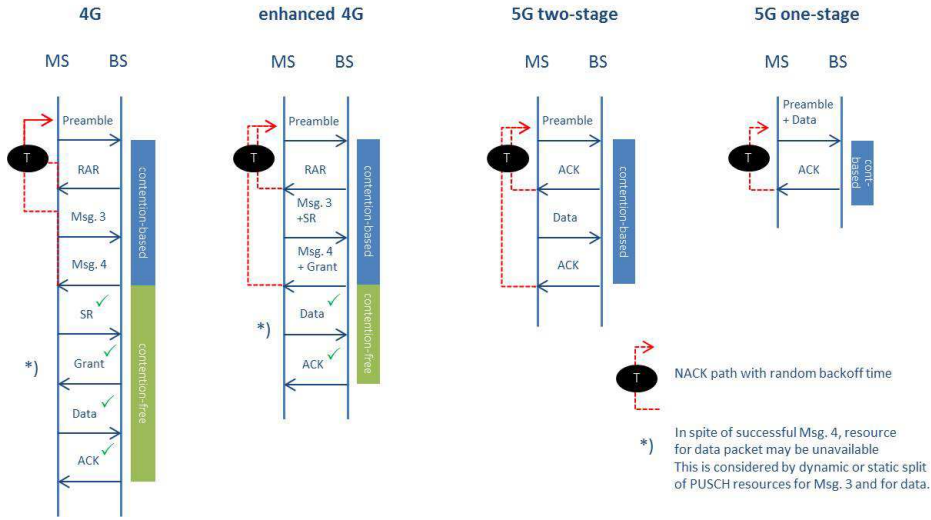 4G
MS BS
Preamble
T
RAR
Msg. 3
Msg. 4
contention-based
SR
*)
Grant
Data
ACK
contention-free
enhanced 4G
MS BS
Preamble
T
RAR
Msg. 3
+SR
Msg. 4
+ Grant
contention-based
*)
Data
ACK
contention-free
5G two-stage
MS BS
Preamble
T
ACK
Data
ACK
contention-based
5G one-stage
MS BS
Preamble
+ Data
T
ACK
cont-
based
T
NACK path with random backoff time
*)
In spite of successful Msg. 4, resource
for data packet may be unavailable
This is considered by dynamic or static split
of PUSCH resources for Msg. 3 and for data.